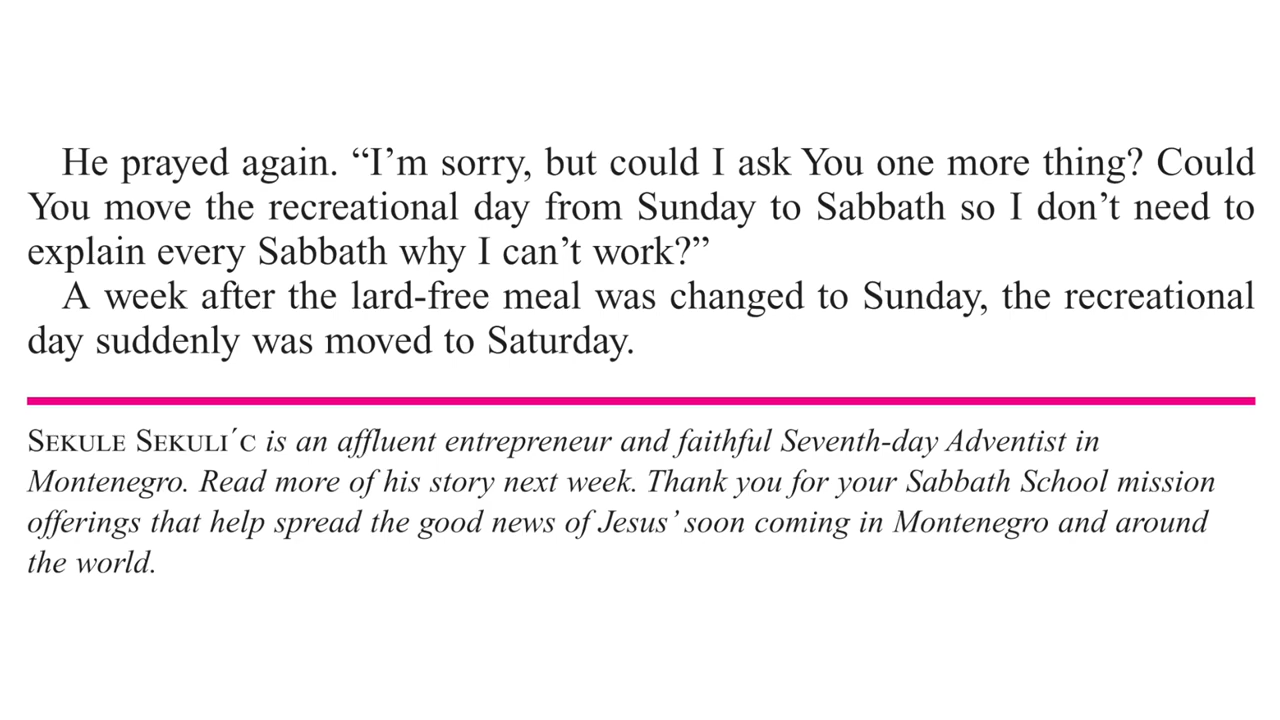 He prayed again. “I’m sorry, but could I ask You one more thing? Could
You move the recreational day from Sunday to Sabbath so I don’t need to
explain every Sabbath why I can’t work?”
A week after the lard-free meal was changed to Sunday, the recreational
day suddenly was moved to Saturday.
Sekule Sekuli´c is an affluent entrepreneur and faithful Seventh-day Adventist in
Montenegro. Read more of his story next week. Thank you for your Sabbath School mission
offerings that help spread the good news of Jesus’ soon coming in Montenegro and around
the world.